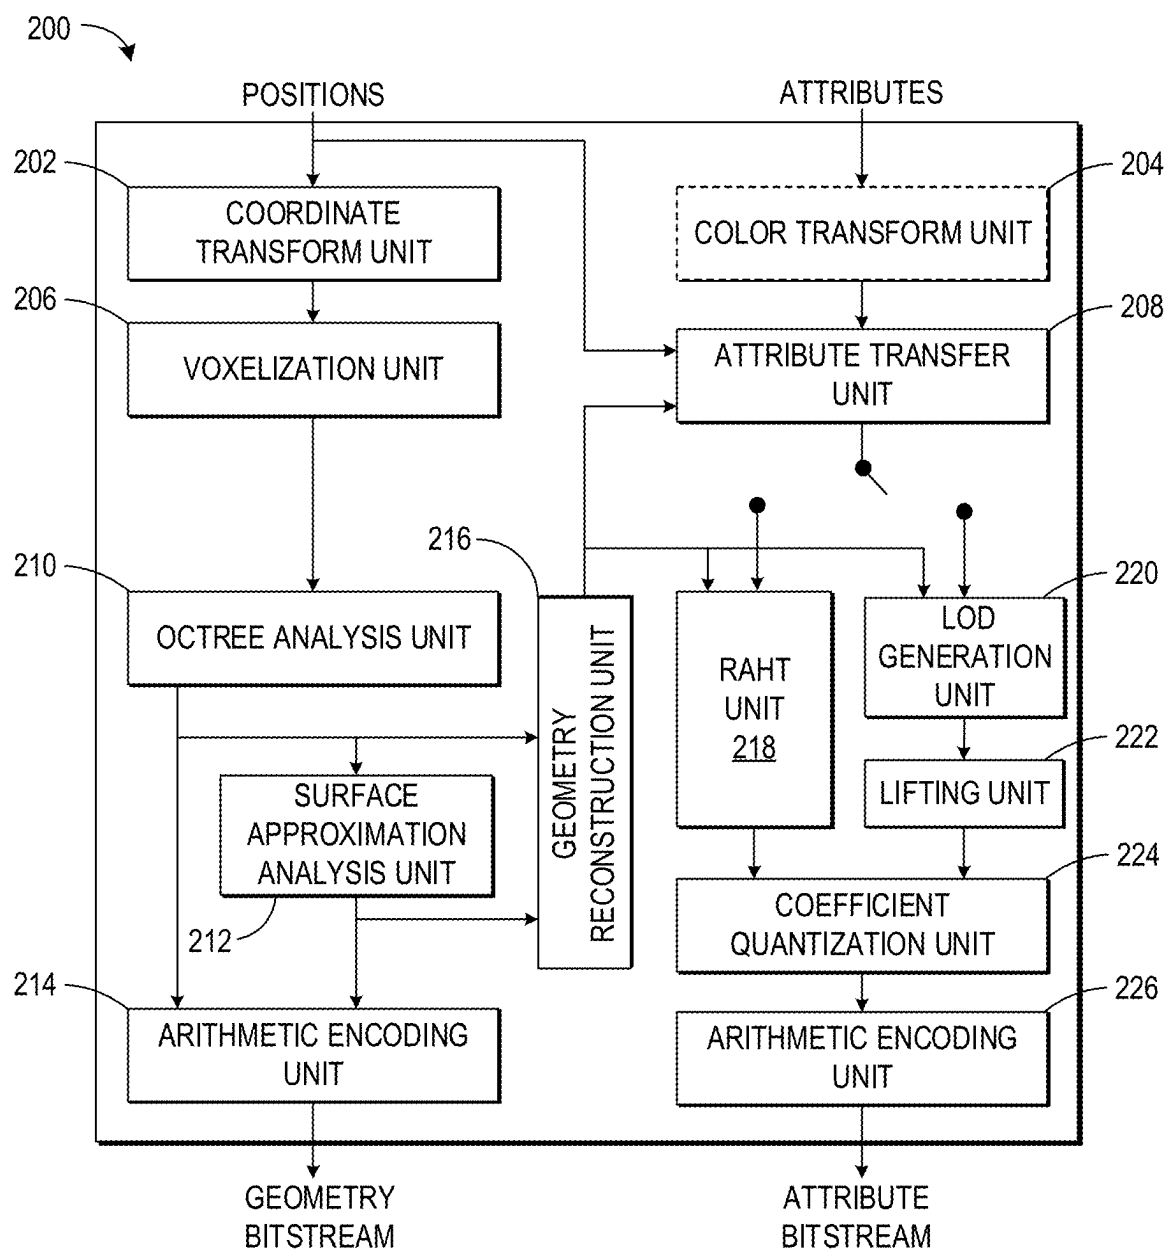 200
POSITIONS
ATTRIBUTES
202
COORDINATE
TRANSFORM UNIT
204
COLOR TRANSFORM UNIT
206
VOXELIZATION UNIT
208
ATTRIBUTE TRANSFER
UNIT
210
OCTREE ANALYSIS UNIT
216
GEOMETRY
RECONSTRUCTION UNIT
RAHT
UNIT
218
220
LOD
GENERATION
UNIT
222
LIFTING UNIT
SURFACE
APPROXIMATION
ANALYSIS UNIT
212
224
COEFFICIENT
QUANTIZATION UNIT
214
ARITHMETIC ENCODING
UNIT
226
ARITHMETIC ENCODING
UNIT
GEOMETRY
BITSTREAM
ATTRIBUTE
BITSTREAM